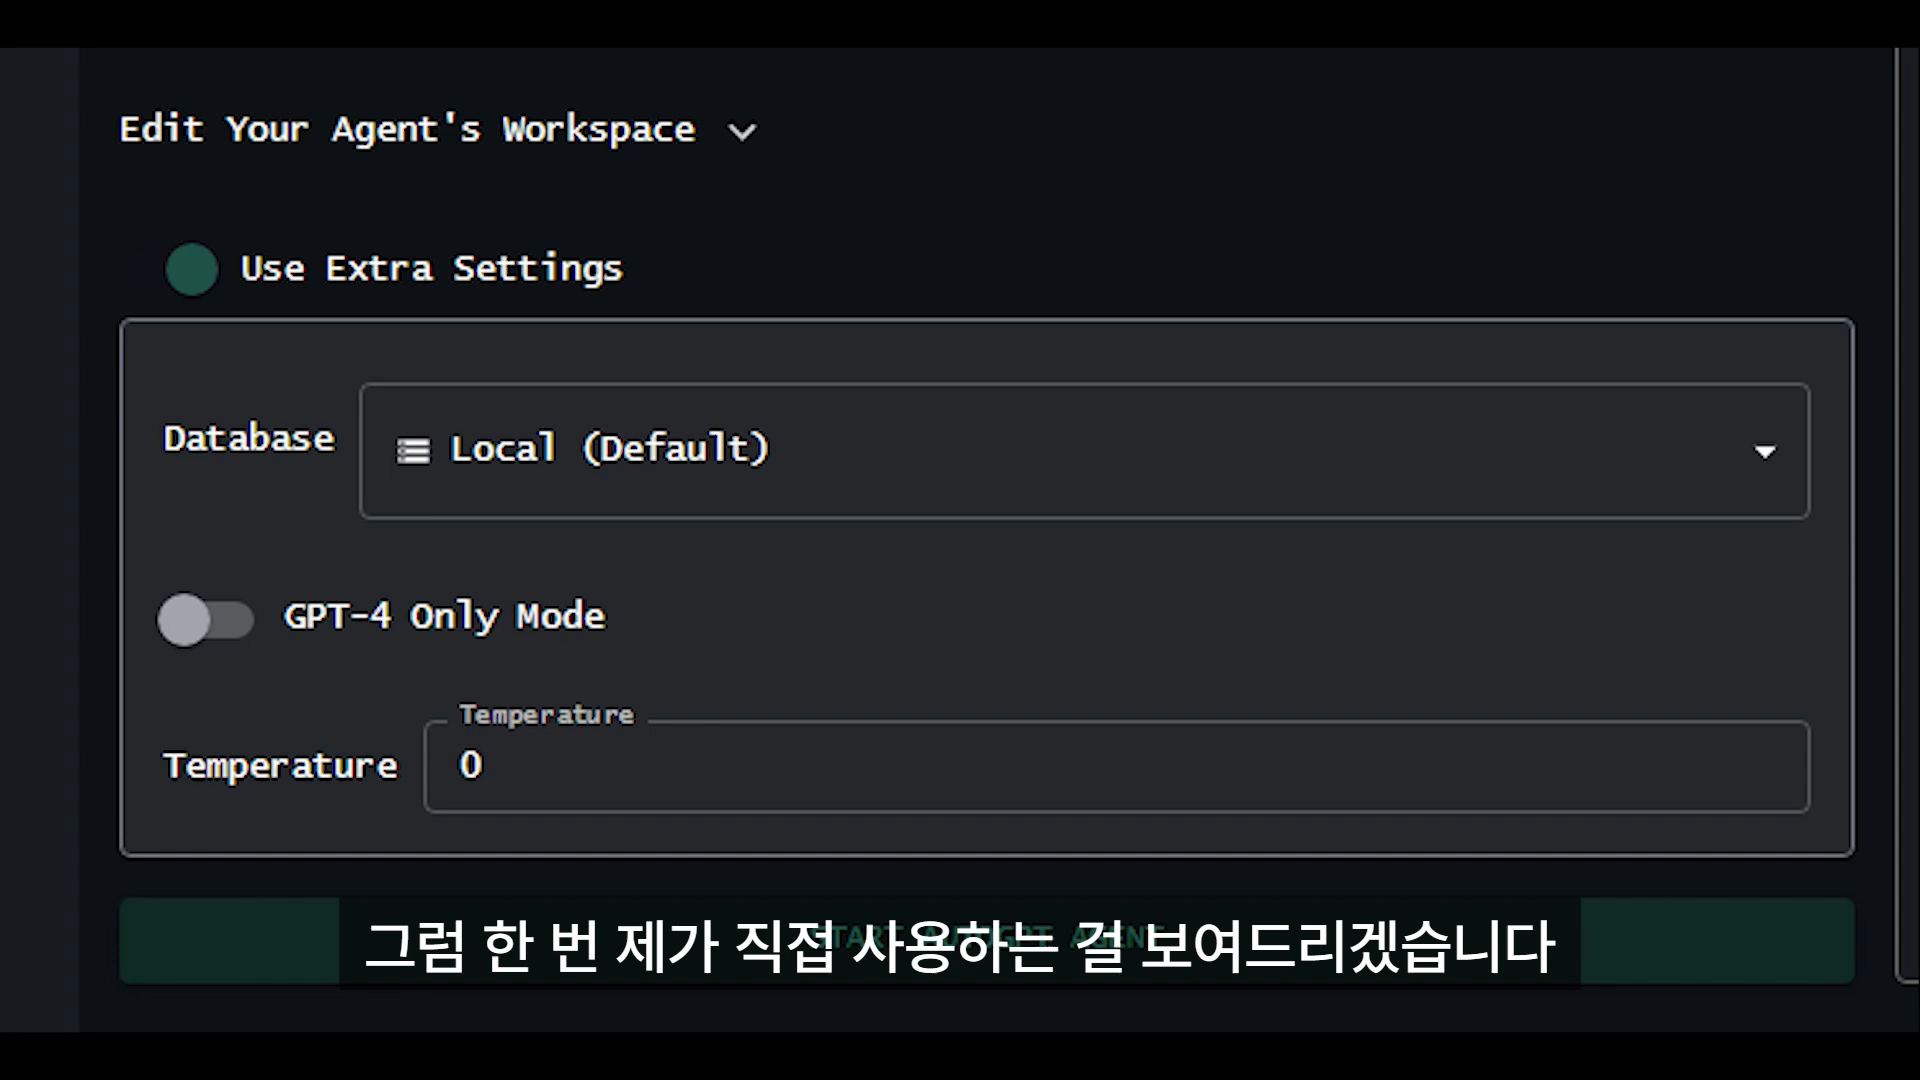 Edit Your Agent's Workspace
Use Extra Settings
Database
Local (Default)
GPT-4 Only Mode
Temperature
Temperature
0
그럼 한 번 제가 직접 사용하는 걸 보여드리겠습니다